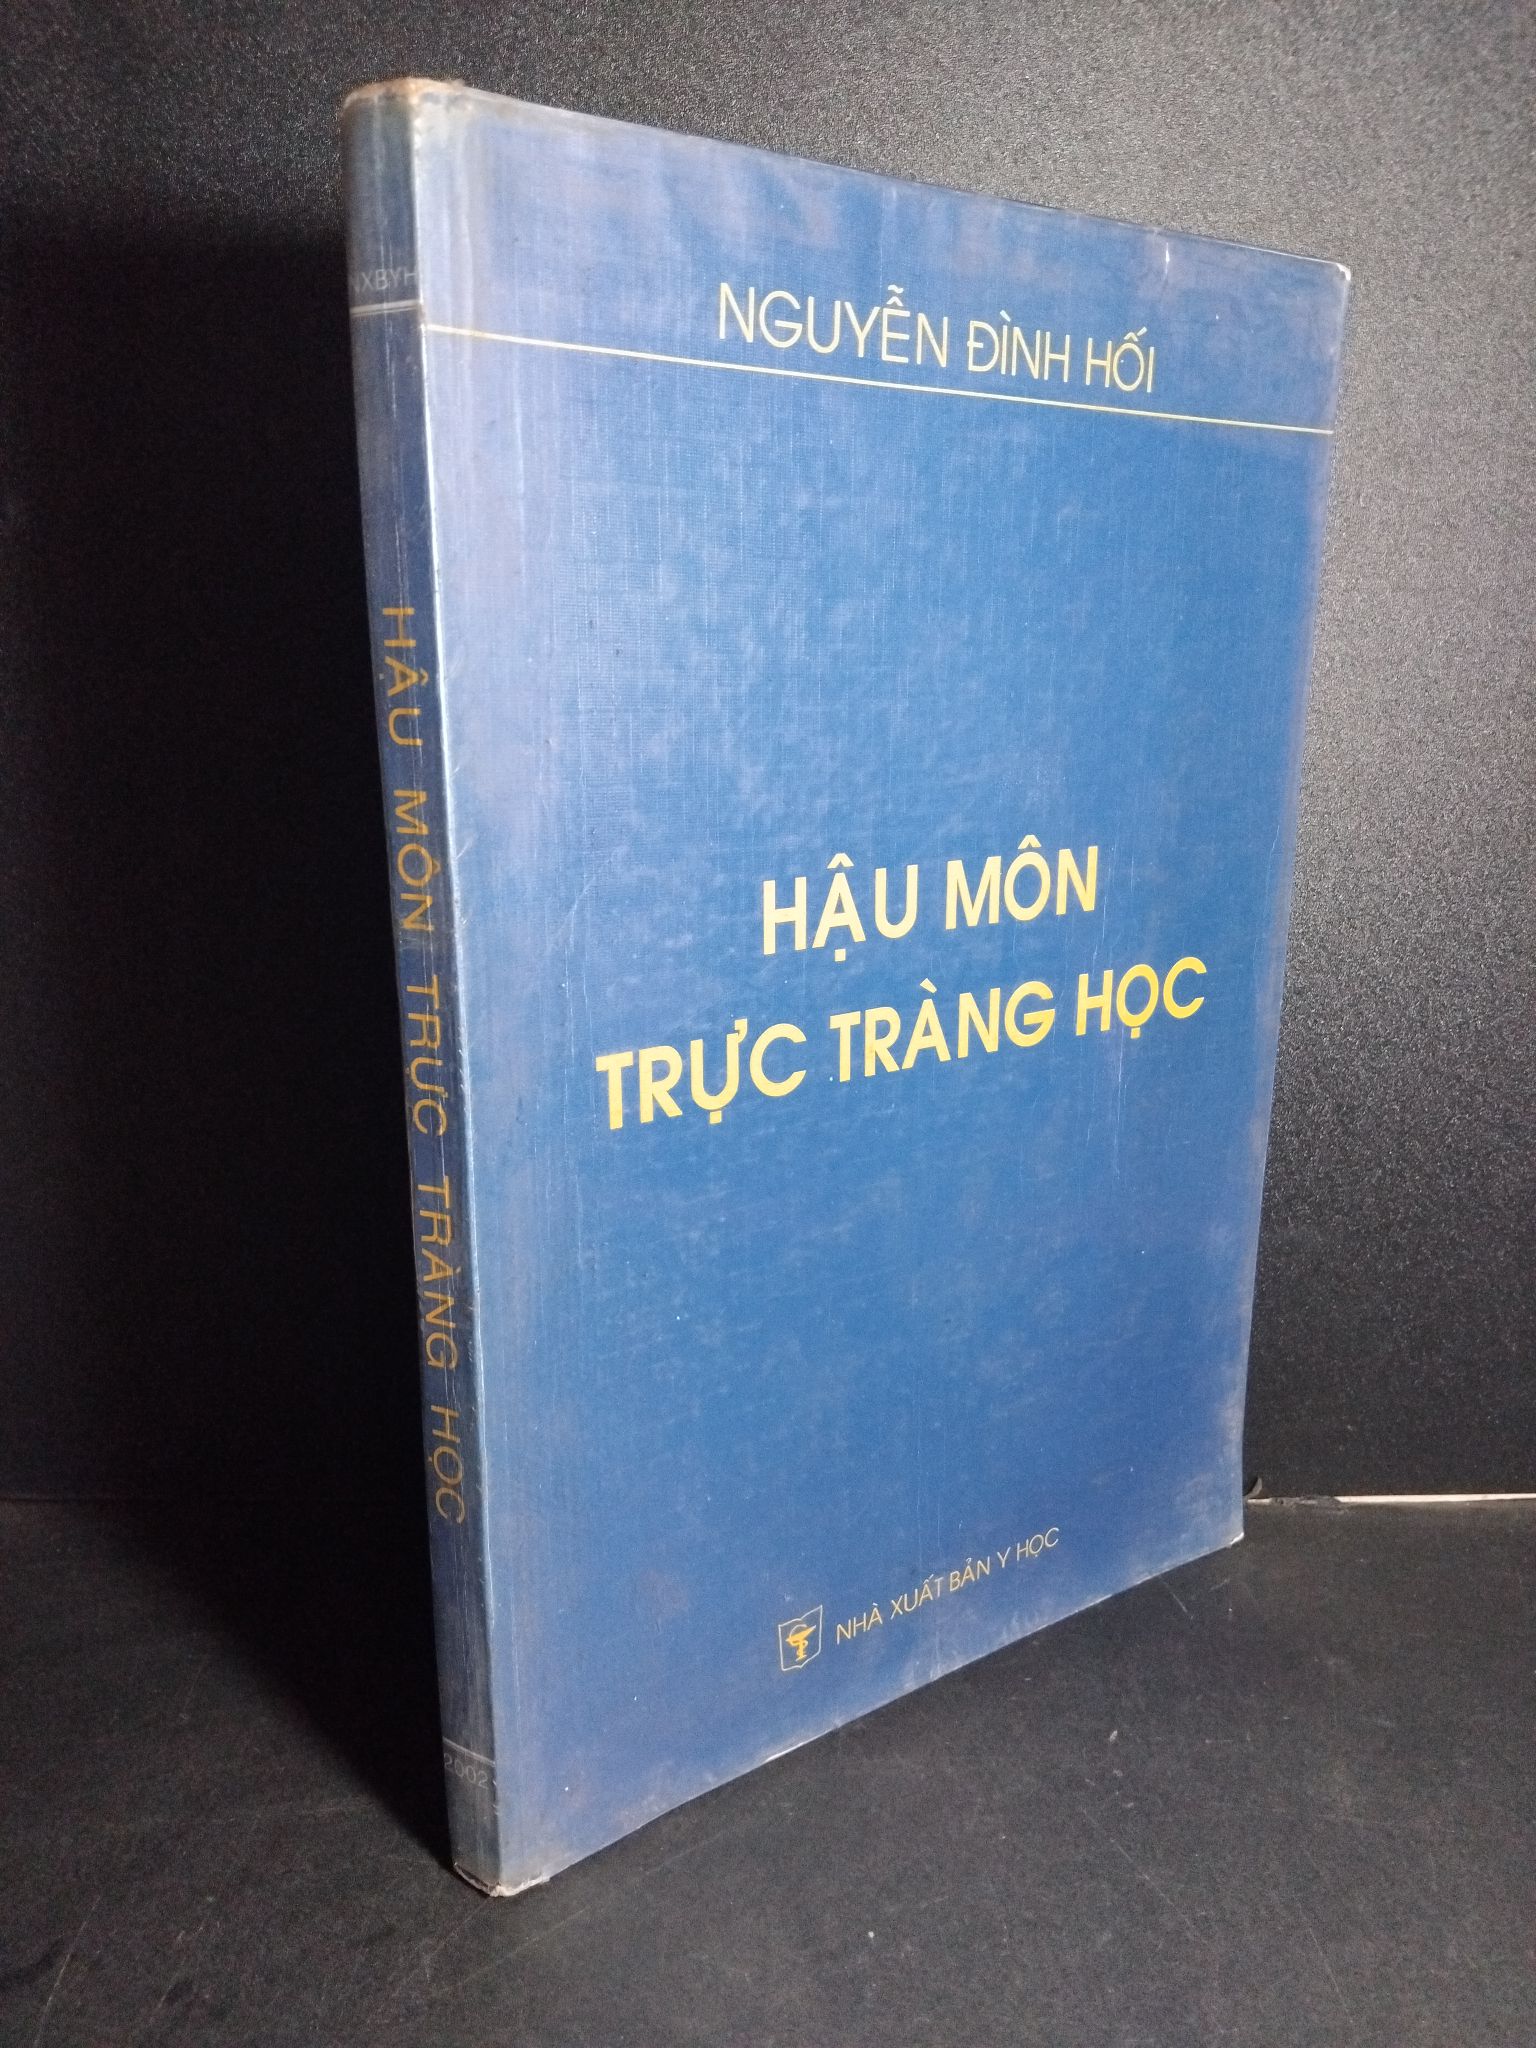 NXBYH
HẬU MÔN TRỰC TRÀNG HỌC
2002
NGUYỄN ĐÌNH HỐI
HẬU MÔN
TRỰC TRÀNG HỌC
NHÀ XUẤT BẢN Y HỌC